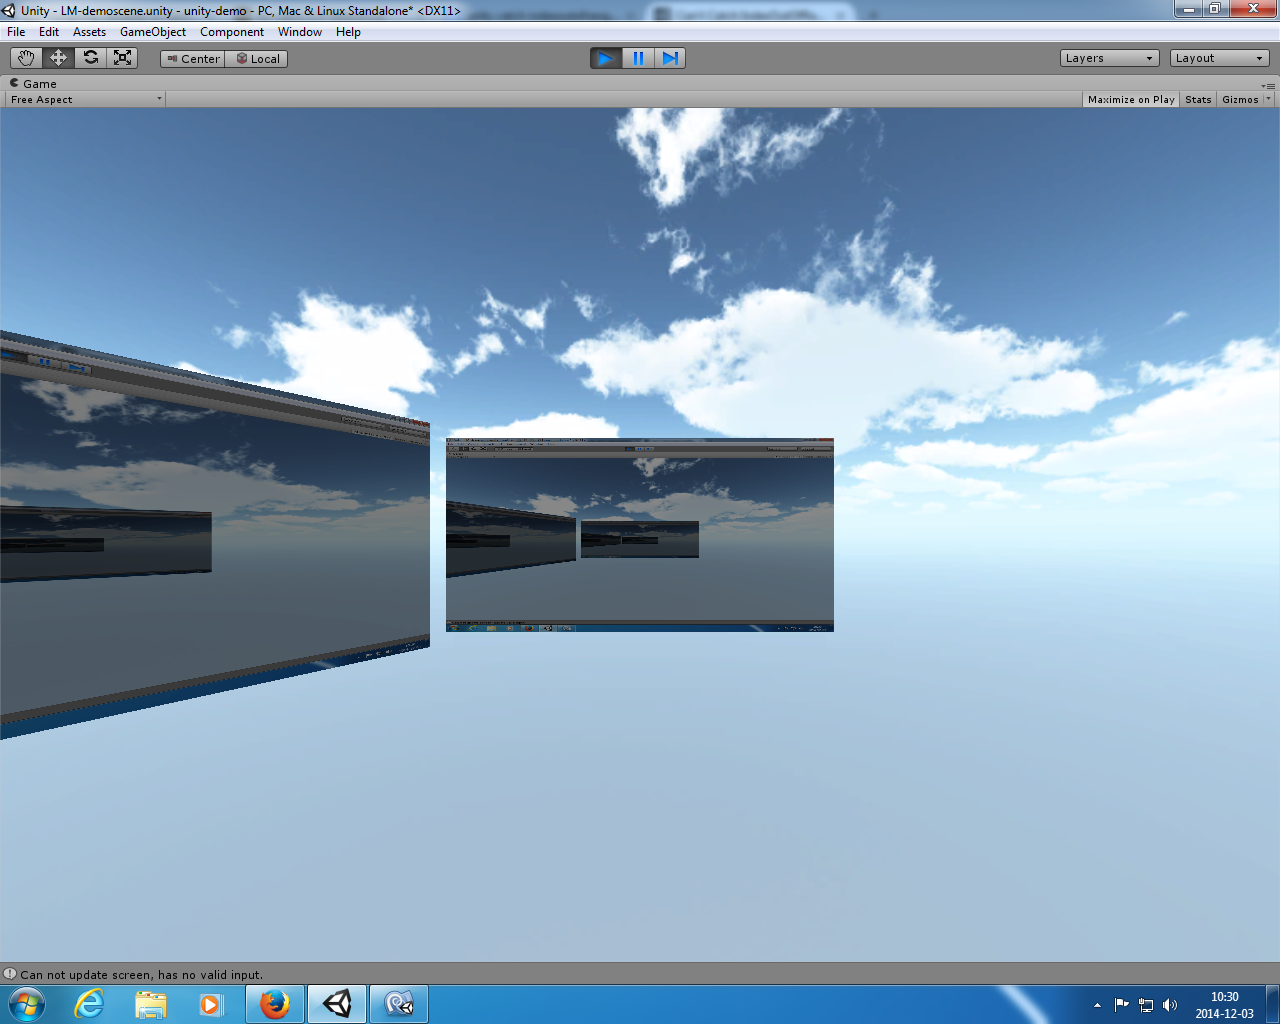 Unity - LM-demoscene.unity - unity-demo - PC, Mac & Linux Standalone* <DX11>
File Edit Assets GameObject Component Window Help
Center Local Layers Layout
Game
Free Aspect Maximize on Play Stats Gizmos
Can not update screen, has no valid input.
10:30
2014-12-03